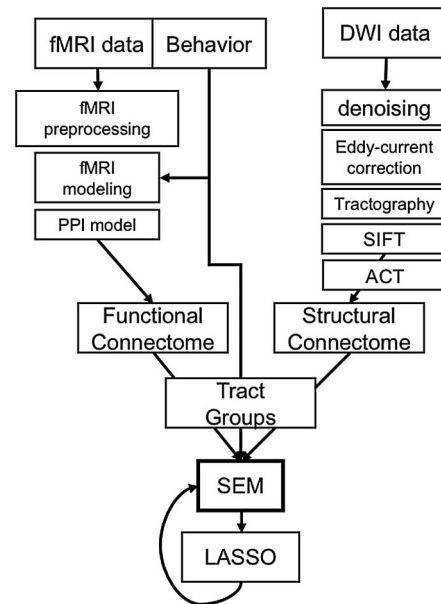 fMRI data
Behavior
DWI data
fMRI
preprocessing
denoising
fMRI
modeling
Eddy-current
correction
PPI model
Tractography
SIFT
ACT
Functional
Connectome
Structural
Connectome
Tract
Groups
SEM
LASSO